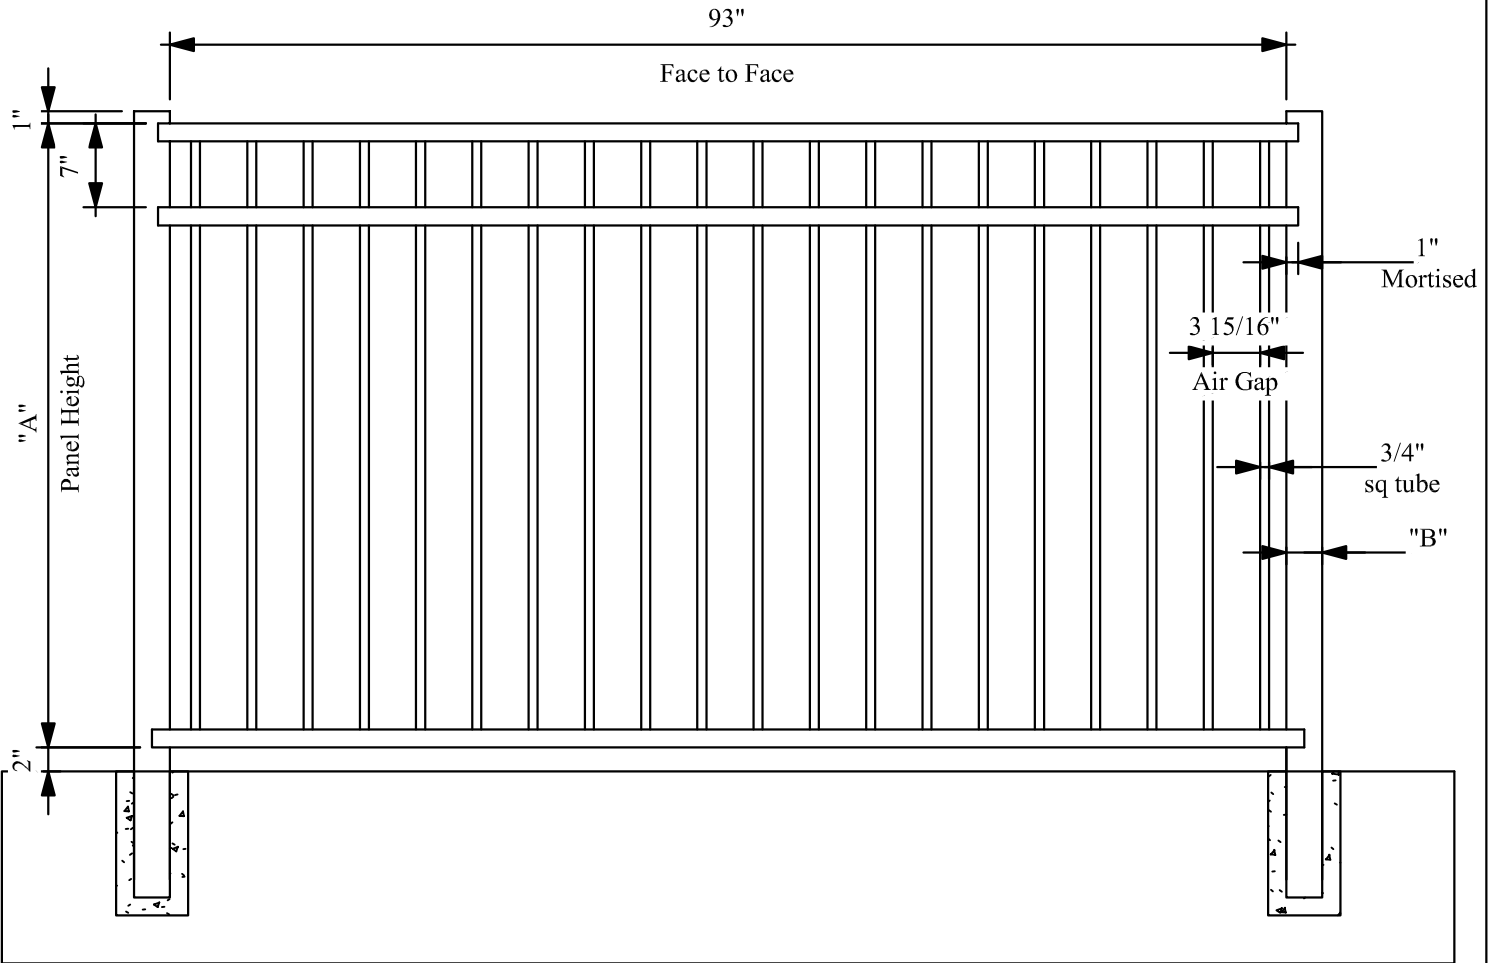 93"
Face to Face
1"
7"
1"
Mortised
3 15/16"
Air Gap
"A"
Panel Height
3/4"
sq tube
"B"
2"